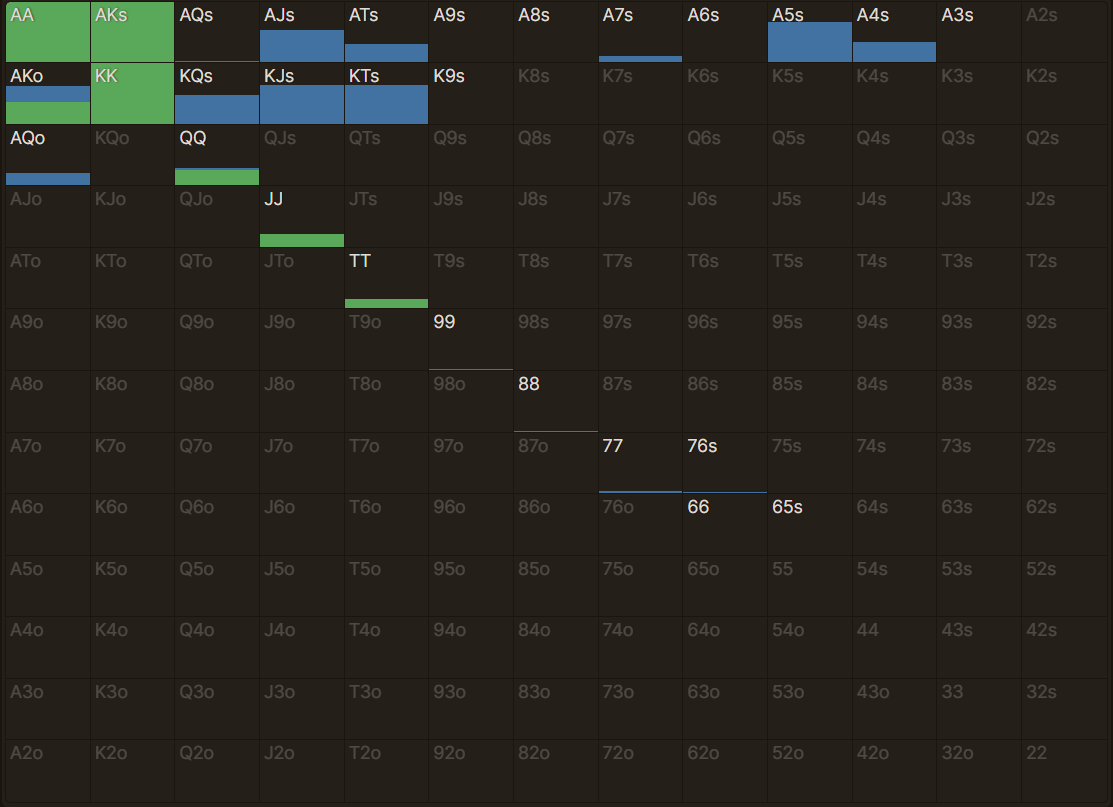 AA AKs AQs AJs ATs A9s A8s A7s A6s A5s A4s A3s A2s
AKo KK KQs KJs KTs K9s K8s K7s K6s K5s K4s K3s K2s
AQo KQo QQ QJs QTs Q9s Q8s Q7s Q6s Q5s Q4s Q3s Q2s
AJo KJo QJo JJ JTs J9s J8s J7s J6s J5s J4s J3s J2s
ATo KTo QTo JTo TT T9s T8s T7s T6s T5s T4s T3s T2s
A9o K9o Q9o J9o T9o 99 98s 97s 96s 95s 94s 93s 92s
A8o K8o Q8o J8o T8o 98o 88 87s 86s 85s 84s 83s 82s
A7o K7o Q7o J7o T7o 97o 87o 77 76s 75s 74s 73s 72s
A6o K6o Q6o J6o T6o 96o 86o 76o 66 65s 64s 63s 62s
A5o K5o Q5o J5o T5o 95o 85o 75o 65o 55 54s 53s 52s
A4o K4o Q4o J4o T4o 94o 84o 74o 64o 54o 44 43s 42s
A3o K3o Q3o J3o T3o 93o 83o 73o 63o 53o 43o 33 32s
A2o K2o Q2o J2o T2o 92o 82o 72o 62o 52o 42o 32o 22